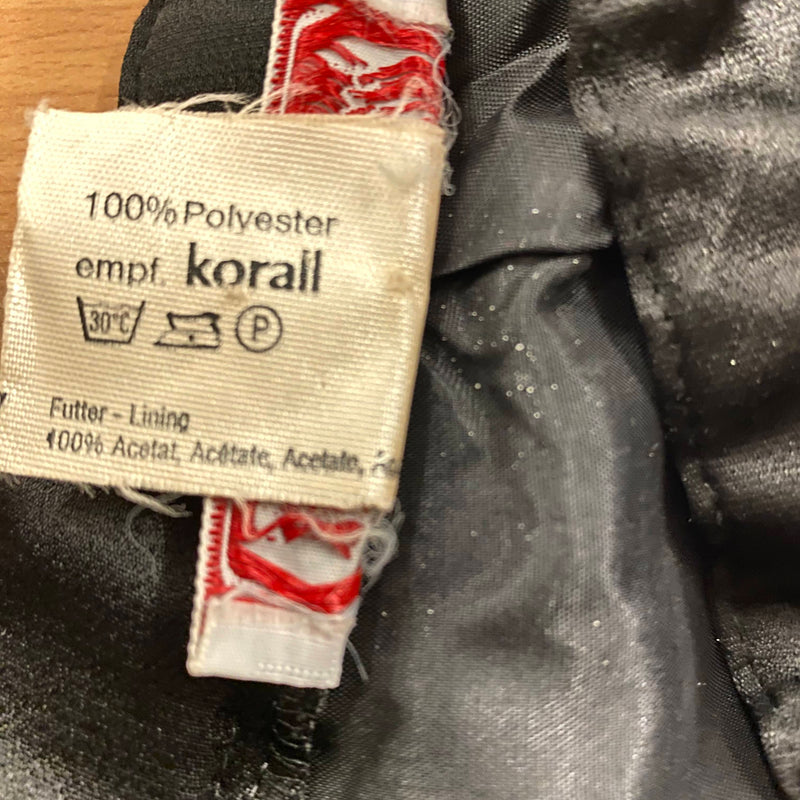 100% Polyester
empf. korall
30°C P
Futter - Lining
100% Acetat, Acétate, Acetate,